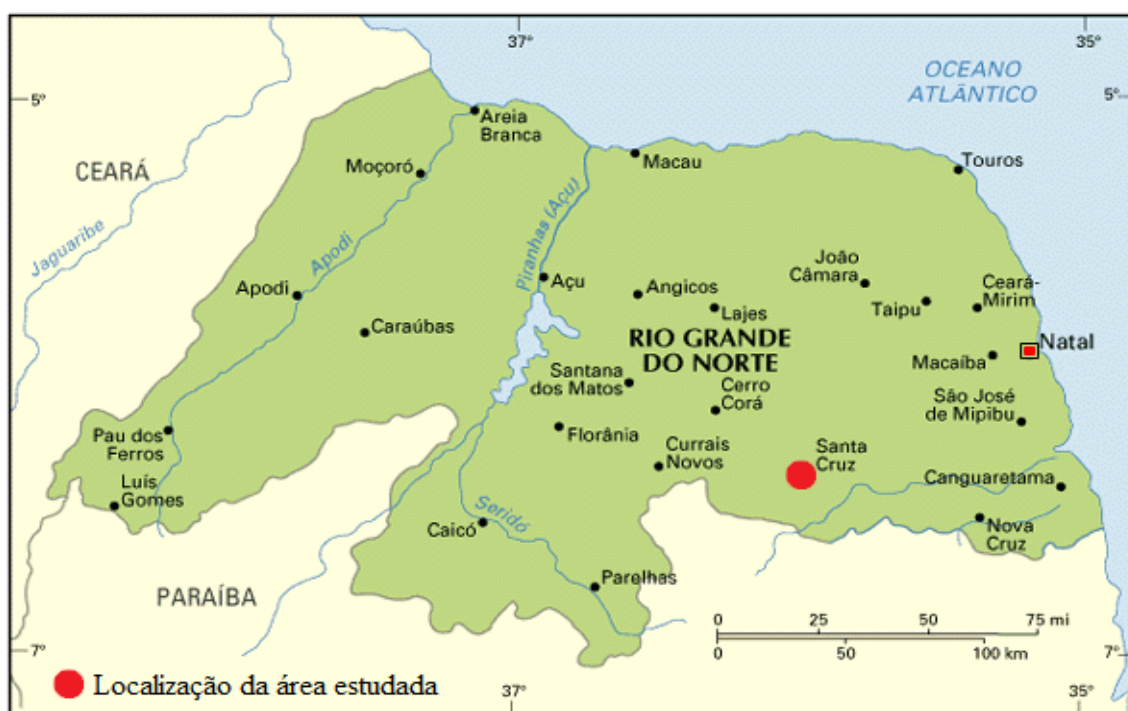 37°
35°
OCEANO
ATLÂNTICO
5°
5°
Areia
Branca
CEARÁ
Moçoró
Macau
Touros
Jaguaribe
Apodi
Piranhas (Açu)
João
Câmara
Apodi
Açu
Angicos
Ceará-
Mirim
Taipu
Lajes
Caraúbas
RIO GRANDE
DO NORTE
Natal
Macaíba
Santana
dos Matos
Cerro
Corá
São José
de Mipibu
Pau dos
Ferros
Florânia
Currais
Novos
Santa
Cruz
Luís
Gomes
Canguaretama
Caicó
Seridó
Nova
Cruz
Parelhas
PARAÍBA
0 25 50 75 mi
0 50 100 km
7°
7°
Localização da área estudada
37°
35°